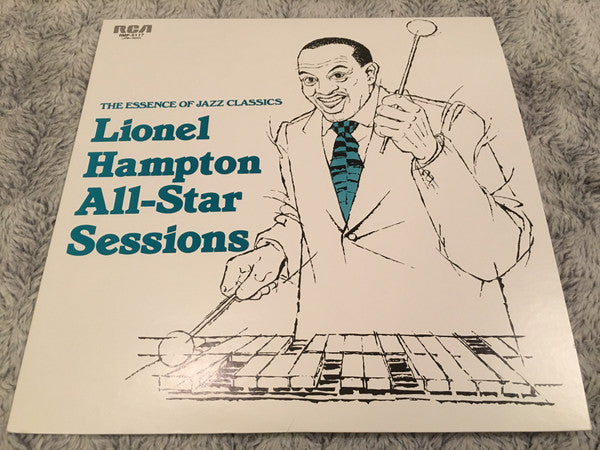 RCA
THE ESSENCE OF JAZZ CLASSICS
Lionel
Hampton
All-Star
Sessions